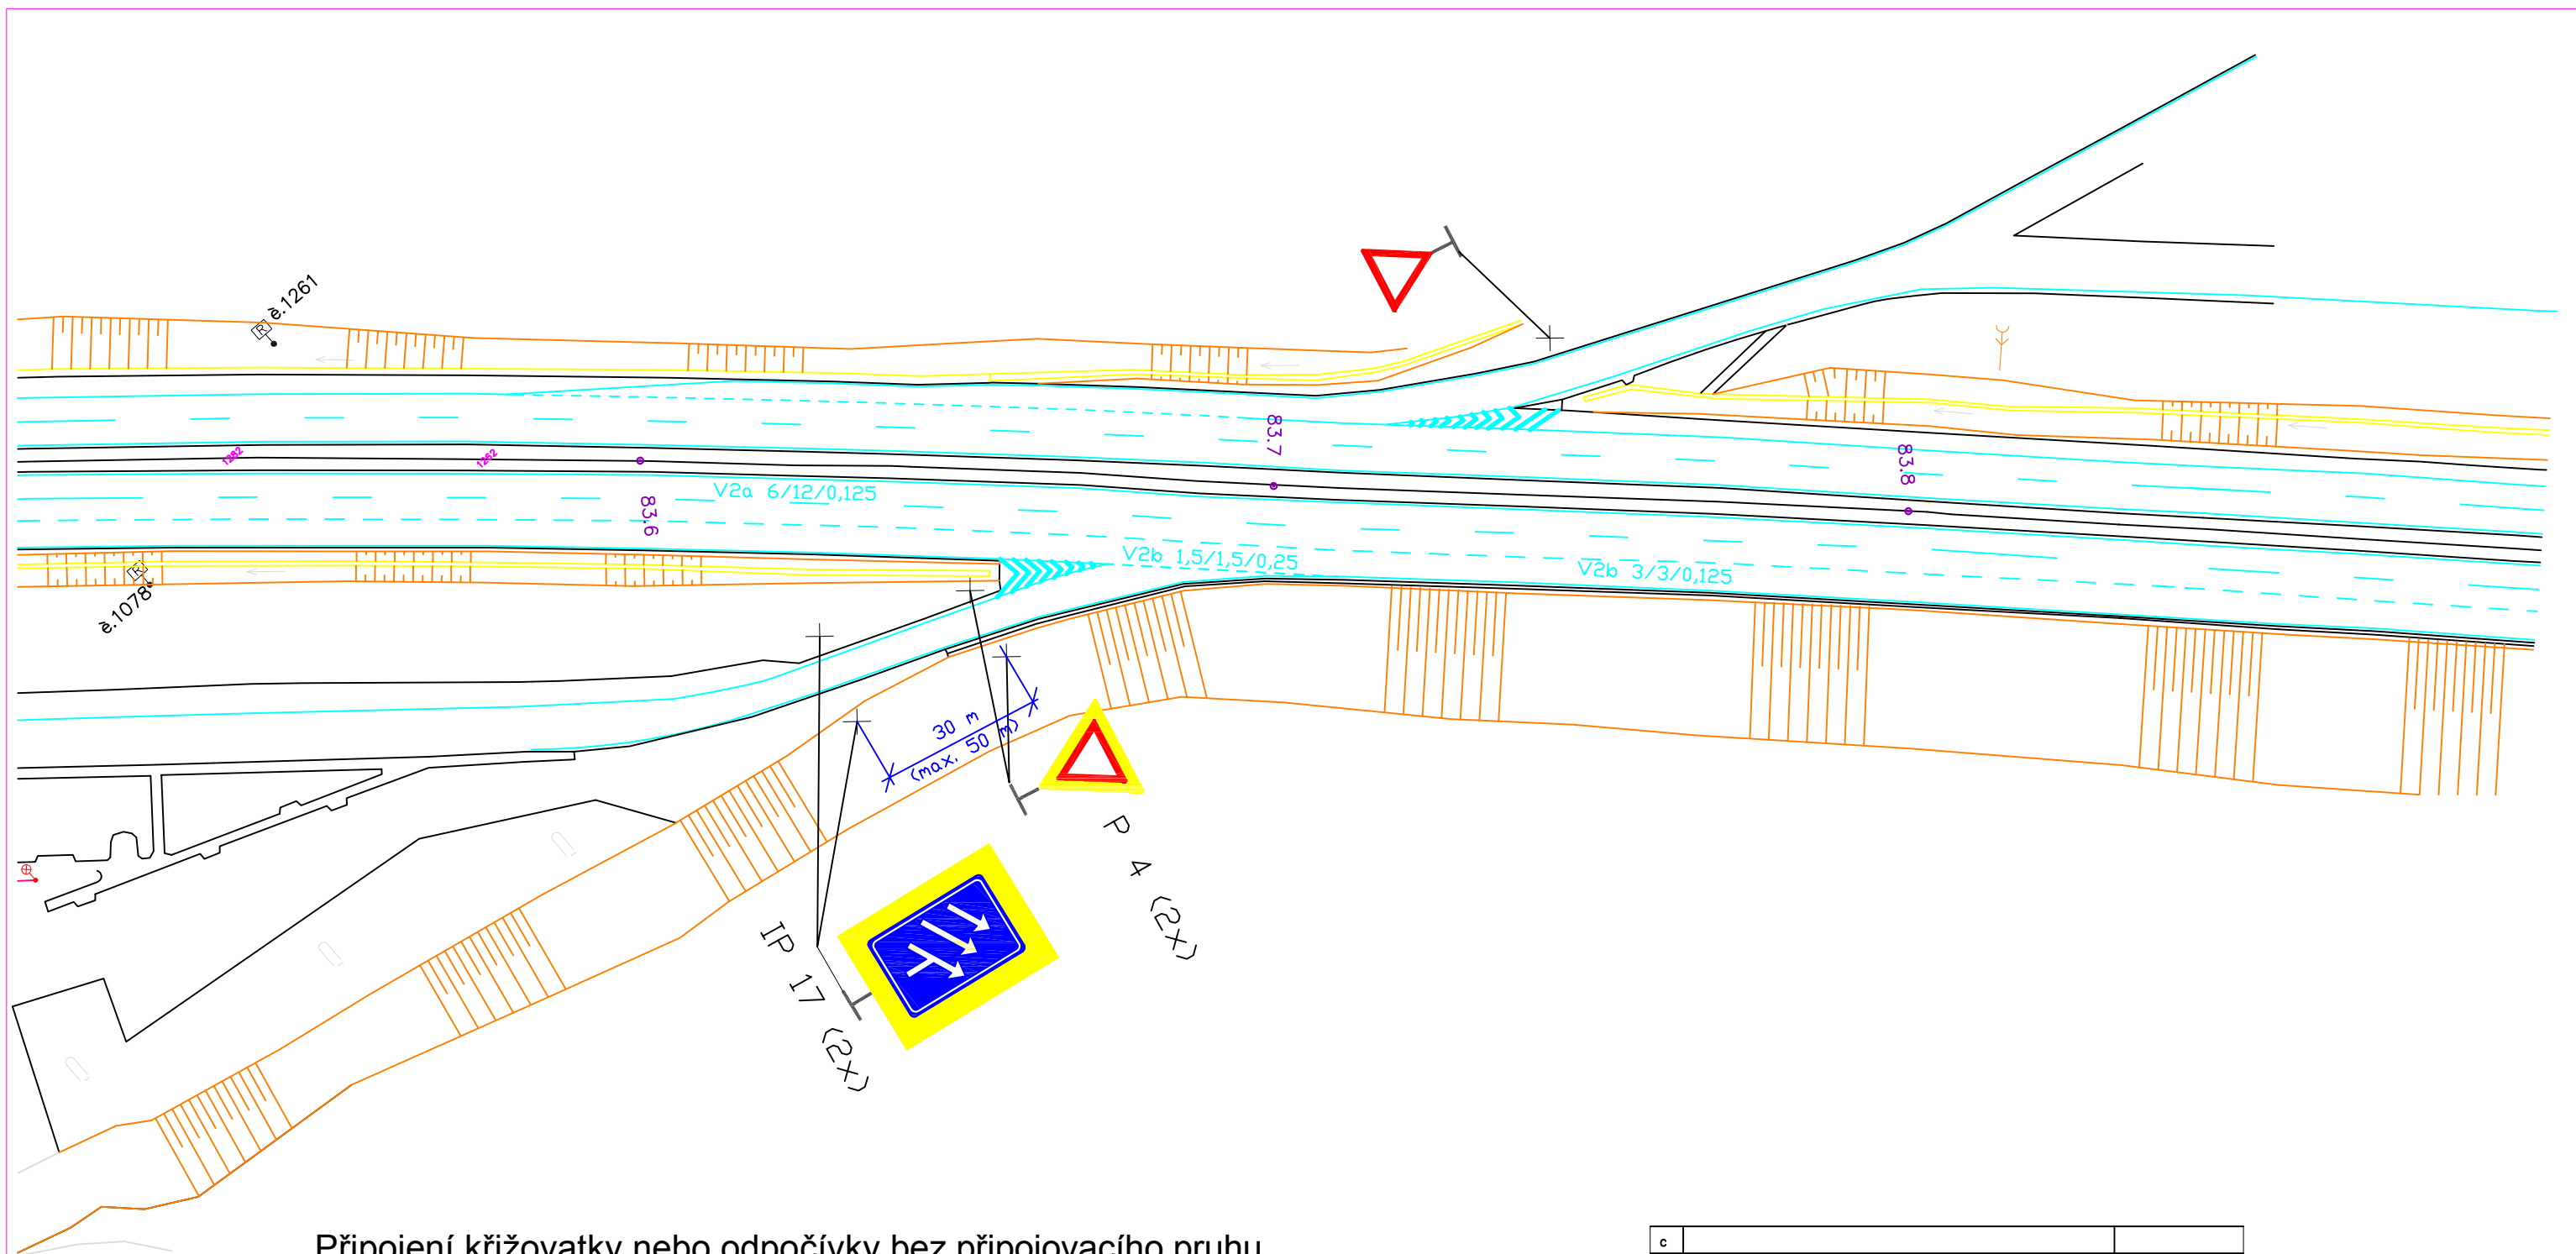 č.1261
83.7
83.8
1262
1262
V2a 6/12/0,125
83.6
V2b 1,5/1,5/0,25
V2b 3/3/0,125
R
R
č.1078
30 m
(max. 50 m)
P 4 (2x)
IP 17 (2x)
Připojení křižovatky nebo odpočívky bez připojovacího pruhu
c